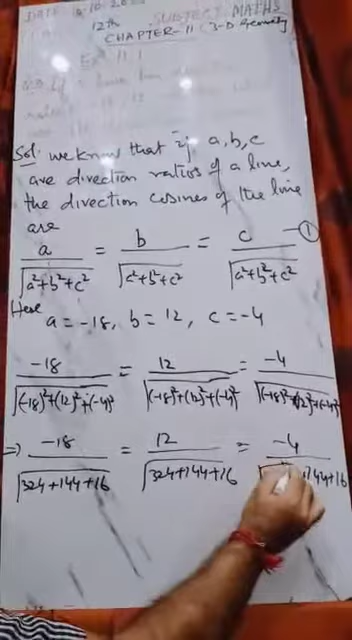 12th SUBJECT MATHS
CHAPTER-11 (3-D Geometry)
Sol: we know that if a, b, c
are direction ratios of a line,
the direction cosines of the line
are
a/√(a²+b²+c²) = b/√(a²+b²+c²) = c/√(a²+b²+c²) —①
Here
a = -18, b = 12, c = -4
-18/√((-18)²+(12)²+(-4)²) = 12/√((-18)²+(12)²+(-4)²) = -4/√((-18)²+(12)²+(-4)²)
⇒ -18/√(324+144+16) = 12/√(324+144+16) = -4/√ 144+16